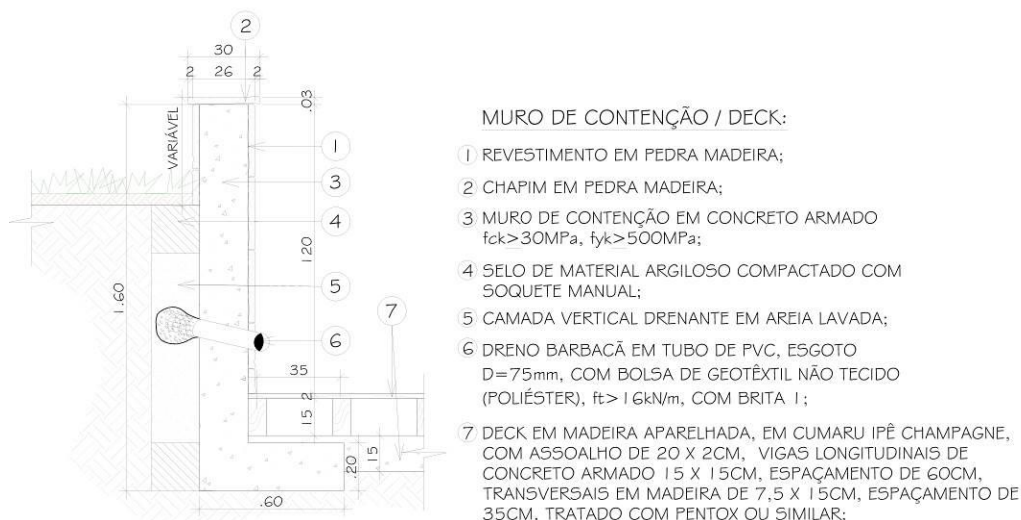 2
30
2 26 2
.03
VARIÁVEL
1
3
4
1.20
5
1.60
7
6
35
2
15
15
.20
.60
MURO DE CONTENÇÃO / DECK:
1 REVESTIMENTO EM PEDRA MADEIRA;
2 CHAPIM EM PEDRA MADEIRA;
3 MURO DE CONTENÇÃO EM CONCRETO ARMADO
fck>30MPa, fyk>500MPa;
4 SELO DE MATERIAL ARGILOSO COMPACTADO COM
SOQUETE MANUAL;
5 CAMADA VERTICAL DRENANTE EM AREIA LAVADA;
6 DRENO BARBACÃ EM TUBO DE PVC, ESGOTO
D=75mm, COM BOLSA DE GEOTÊXTIL NÃO TECIDO
(POLIÉSTER), ft>16kN/m, COM BRITA 1;
7 DECK EM MADEIRA APARELHADA, EM CUMARU IPÊ CHAMPAGNE,
COM ASSOALHO DE 20 X 2CM, VIGAS LONGITUDINAIS DE
CONCRETO ARMADO 15 X 15CM, ESPAÇAMENTO DE 60CM,
TRANSVERSAIS EM MADEIRA DE 7,5 X 15CM, ESPAÇAMENTO DE
35CM, TRATADO COM PENTOX OU SIMILAR;